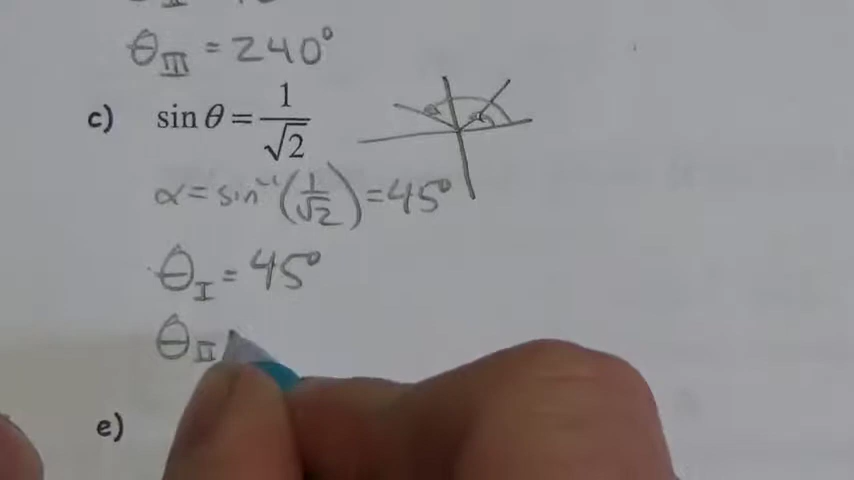 θ_III = 240°
c) sin θ = 1/√2
α = sin⁻¹(1/√2) = 45°
θ_I = 45°
θ_II
e)